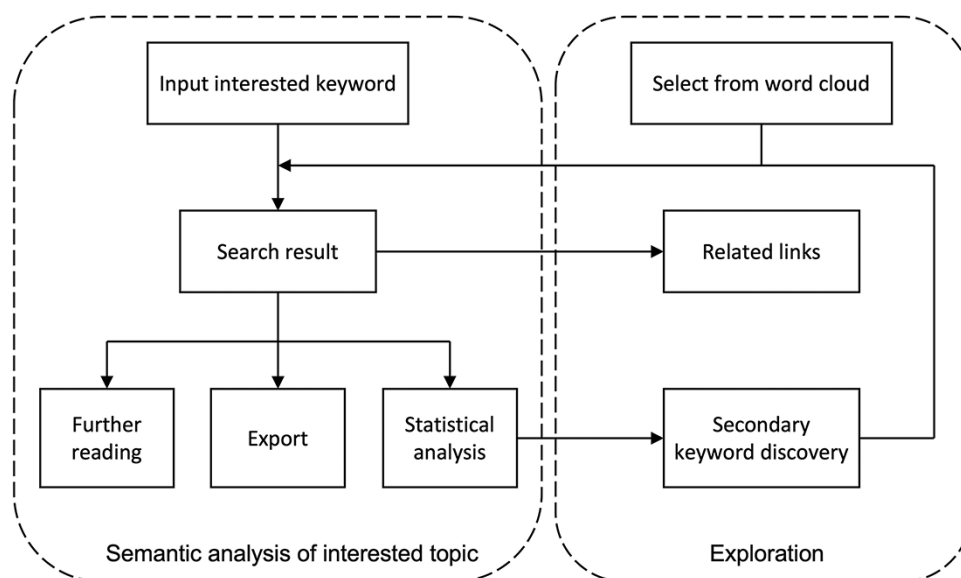 Input interested keyword
Select from word cloud
Search result
Related links
Further
reading
Export
Statistical
analysis
Secondary
keyword discovery
Semantic analysis of interested topic
Exploration